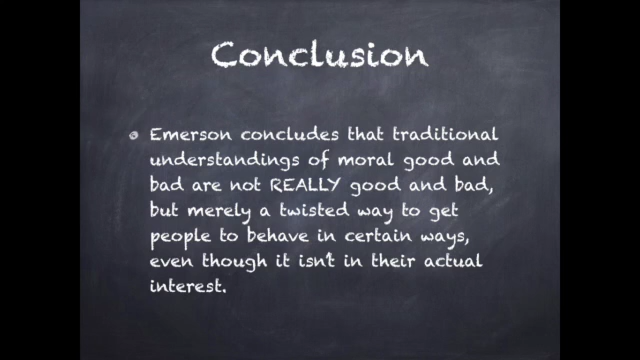 Conclusion
Emerson concludes that traditional
understandings of moral good and
bad are not REALLY good and bad,
but merely a twisted way to get
people to behave in certain ways,
even though it isn't in their actual
interest.